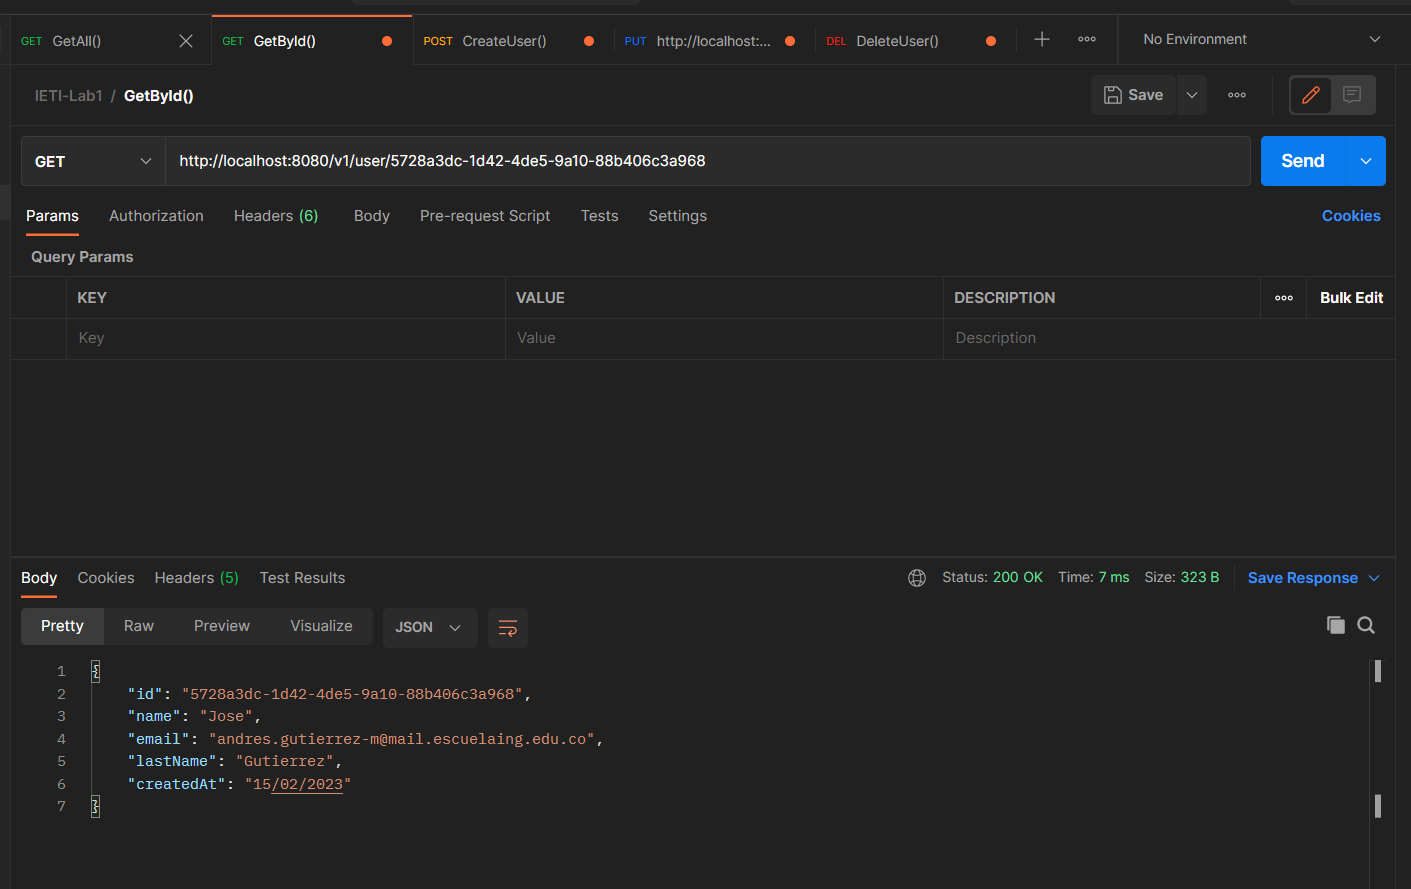 GET GetAll() GET GetById() POST CreateUser() PUT http://localhost:... DEL DeleteUser() No Environment
IETI-Lab1 / GetById() Save
GET http://localhost:8080/v1/user/5728a3dc-1d42-4de5-9a10-88b406c3a968 Send
Params Authorization Headers (6) Body Pre-request Script Tests Settings Cookies
Query Params
KEY VALUE DESCRIPTION Bulk Edit
Key Value Description
Body Cookies Headers (5) Test Results Status: 200 OK Time: 7 ms Size: 323 B Save Response
Pretty Raw Preview Visualize JSON
1 {
2 "id": "5728a3dc-1d42-4de5-9a10-88b406c3a968",
3 "name": "Jose",
4 "email": "andres.gutierrez-m@mail.escuelaing.edu.co",
5 "lastName": "Gutierrez",
6 "createdAt": "15/02/2023"
7 }